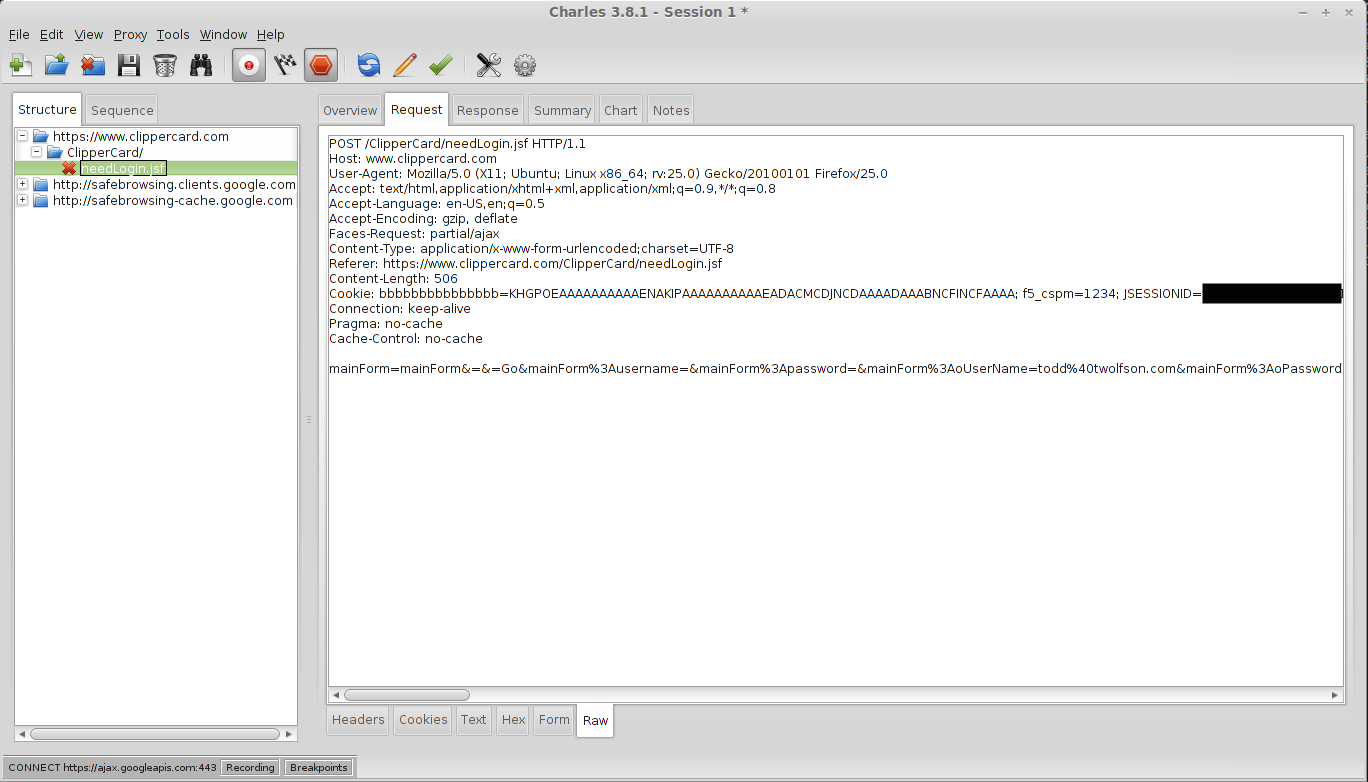 Charles 3.8.1 - Session 1 *
File Edit View Proxy Tools Window Help
Structure Sequence
https://www.clippercard.com
ClipperCard/
needLogin.jsf
http://safebrowsing.clients.google.com
http://safebrowsing-cache.google.com
Overview Request Response Summary Chart Notes
POST /ClipperCard/needLogin.jsf HTTP/1.1
Host: www.clippercard.com
User-Agent: Mozilla/5.0 (X11; Ubuntu; Linux x86_64; rv:25.0) Gecko/20100101 Firefox/25.0
Accept: text/html,application/xhtml+xml,application/xml;q=0.9,*/*;q=0.8
Accept-Language: en-US,en;q=0.5
Accept-Encoding: gzip, deflate
Faces-Request: partial/ajax
Content-Type: application/x-www-form-urlencoded;charset=UTF-8
Referer: https://www.clippercard.com/ClipperCard/needLogin.jsf
Content-Length: 506
Cookie: bbbbbbbbbbbbbbb=KHGPOEAAAAAAAAAAENAKIPAAAAAAAAAAEADACMCDJNCDAAAADAAABNCFINCFAAAA; f5_cspm=1234; JSESSIONID=
Connection: keep-alive
Pragma: no-cache
Cache-Control: no-cache
mainForm=mainForm&=&=Go&mainForm%3Ausername=&mainForm%3Apassword=&mainForm%3AoUserName=todd%40twolfson.com&mainForm%3AoPassword
Headers Cookies Text Hex Form Raw
CONNECT https://ajax.googleapis.com:443 Recording Breakpoints